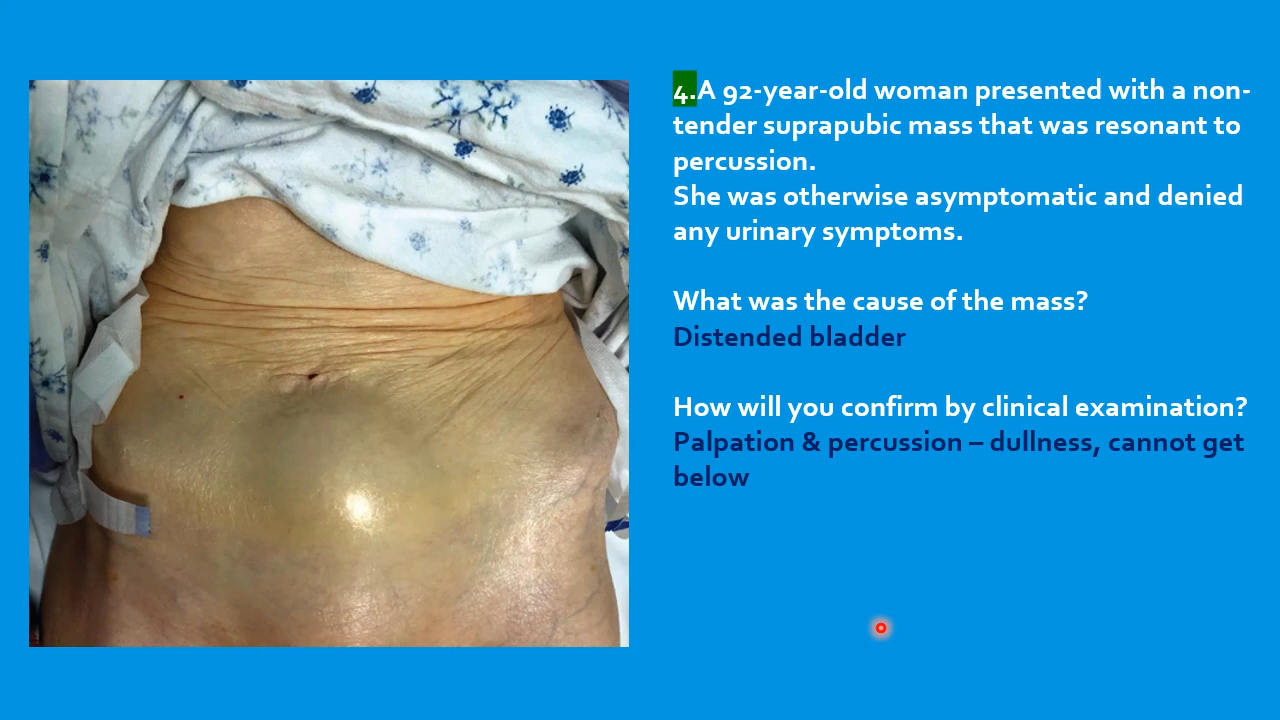 4.A 92-year-old woman presented with a non-
tender suprapubic mass that was resonant to
percussion.
She was otherwise asymptomatic and denied
any urinary symptoms.
What was the cause of the mass?
Distended bladder
How will you confirm by clinical examination?
Palpation & percussion – dullness, cannot get
below